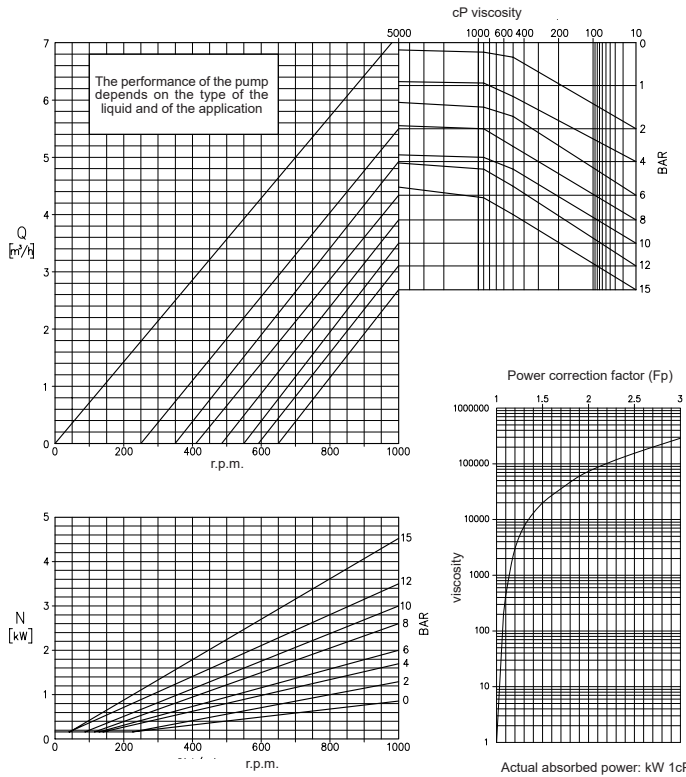 cP viscosity
5000 1000 600 400 200 100 10
7
6
5
4
3
2
1
0
The performance of the pump
depends on the type of the
liquid and of the application
Q
[m³/h]
0
1
2
4
6
8
10
12
15
BAR
0 200 400 600 800 1000
r.p.m.
Power correction factor (Fp)
1 1.5 2 2.5 3
1000000
100000
10000
1000
100
10
1
viscosity
5
4
3
2
1
0
N
[kW]
15
12
10
8
6
4
2
0
BAR
0 200 400 600 800 1000
r.p.m.
Actual absorbed power: kW 1cP